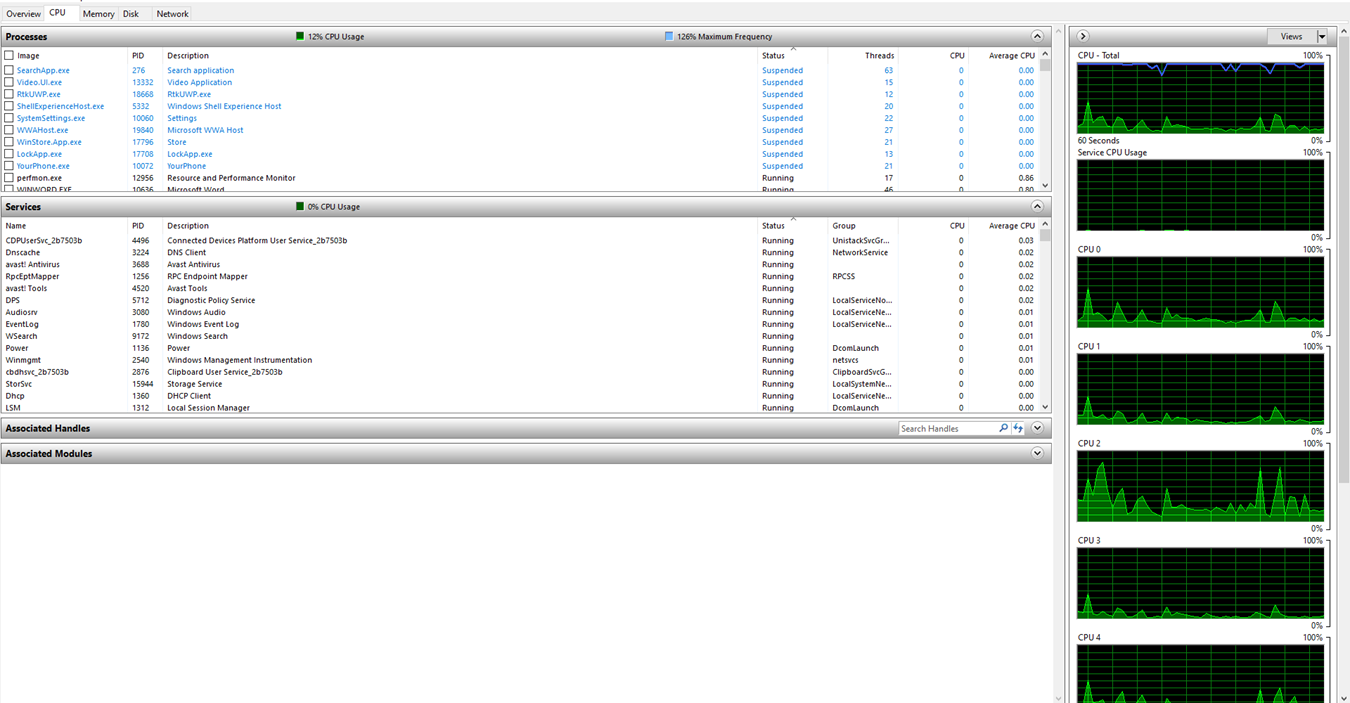 Overview CPU Memory Disk Network
Processes 12% CPU Usage 126% Maximum Frequency
Image PID Description Status Threads CPU Average CPU
SearchApp.exe 276 Search application Suspended 63 0 0.00
Video.UI.exe 13332 Video Application Suspended 15 0 0.00
RtkUWP.exe 18668 RtkUWP.exe Suspended 12 0 0.00
ShellExperienceHost.exe 5332 Windows Shell Experience Host Suspended 20 0 0.00
SystemSettings.exe 10060 Settings Suspended 22 0 0.00
WWAHost.exe 19840 Microsoft WWA Host Suspended 27 0 0.00
WinStore.App.exe 17796 Store Suspended 21 0 0.00
LockApp.exe 17708 LockApp.exe Suspended 13 0 0.00
YourPhone.exe 10072 YourPhone Suspended 21 0 0.00
perfmon.exe 12956 Resource and Performance Monitor Running 17 0 0.86
WINWORD.EXE 10636 Microsoft Word Running 46 0 0.80
Services 0% CPU Usage
Name PID Description Status Group CPU Average CPU
CDPUserSvc_2b7503b 4496 Connected Devices Platform User Service_2b7503b Running UnistackSvcGr... 0 0.03
Dnscache 3224 DNS Client Running NetworkService 0 0.02
avast! Antivirus 3688 Avast Antivirus Running 0 0.02
RpcEptMapper 1256 RPC Endpoint Mapper Running RPCSS 0 0.02
avast! Tools 4520 Avast Tools Running 0 0.02
DPS 5712 Diagnostic Policy Service Running LocalServiceNo... 0 0.02
Audiosrv 3080 Windows Audio Running LocalServiceNe... 0 0.01
EventLog 1780 Windows Event Log Running LocalServiceNe... 0 0.01
WSearch 9172 Windows Search Running 0 0.01
Power 1136 Power Running DcomLaunch 0 0.01
Winmgmt 2540 Windows Management Instrumentation Running netsvcs 0 0.01
cbdhsvc_2b7503b 2876 Clipboard User Service_2b7503b Running ClipboardSvcG... 0 0.00
StorSvc 15944 Storage Service Running LocalSystemNe... 0 0.00
Dhcp 1360 DHCP Client Running LocalServiceNe... 0 0.00
LSM 1312 Local Session Manager Running DcomLaunch 0 0.00
Associated Handles Search Handles
Associated Modules
Views
CPU - Total 100%
60 Seconds 0%
Service CPU Usage 100%
0%
CPU 0 100%
0%
CPU 1 100%
0%
CPU 2 100%
0%
CPU 3 100%
0%
CPU 4 100%